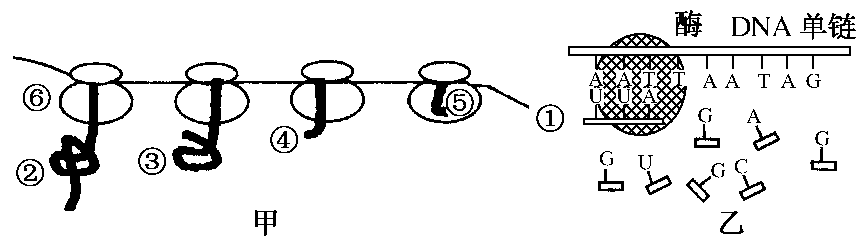 酶 DNA 单链
A A T T T A A T A G
U U A
⑥ ⑤ ①
② ③ ④
G A G
G U G C
甲 乙